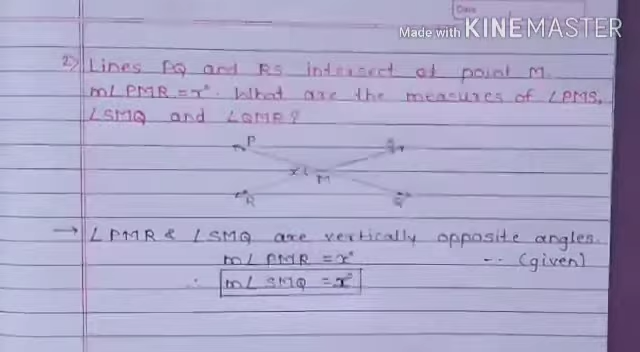 Date
Made with KINEMASTER
2) Lines PQ and RS intersect at point M.
m∠PMR = x°. What are the measures of ∠PMS,
∠SMQ and ∠QMR?
P
x M
R
→ ∠PMR & ∠SMQ are vertically opposite angles.
m∠PMR = x° -- (given)
∴ m∠SMQ = x°